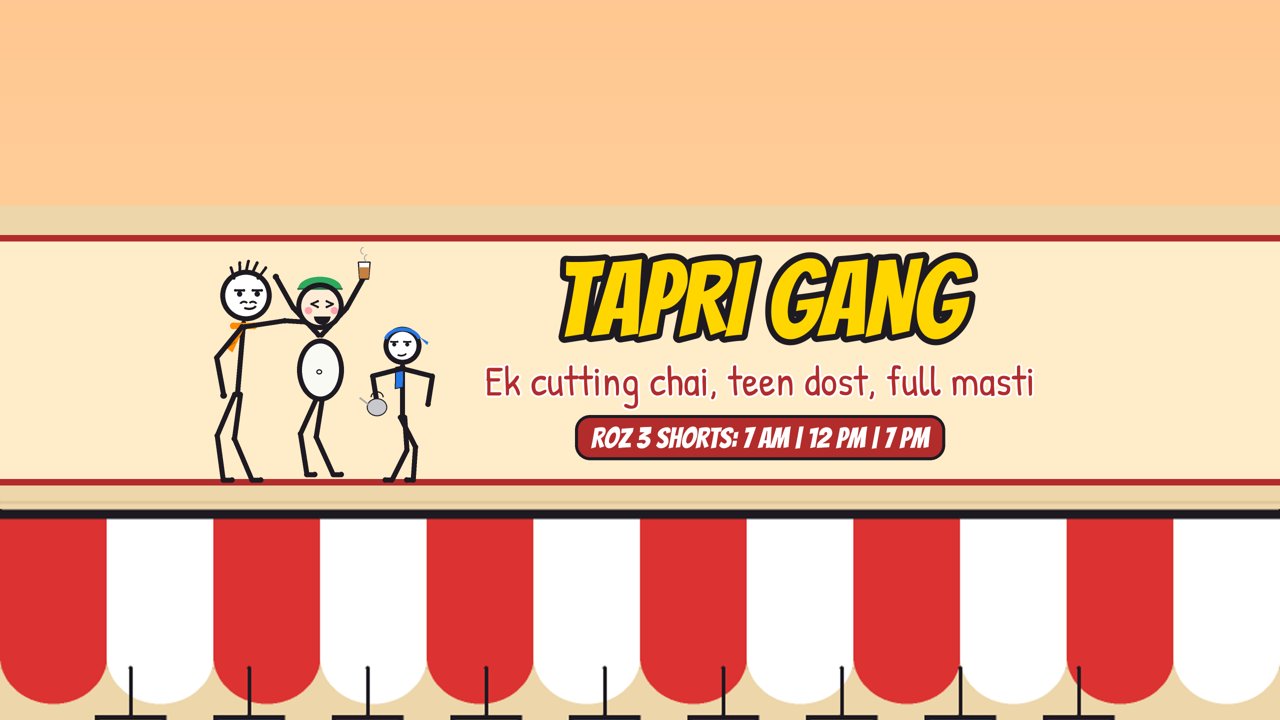 TAPRI GANG
Ek cutting chai, teen dost, full masti
ROZ 3 SHORTS: 7 AM | 12 PM | 7 PM